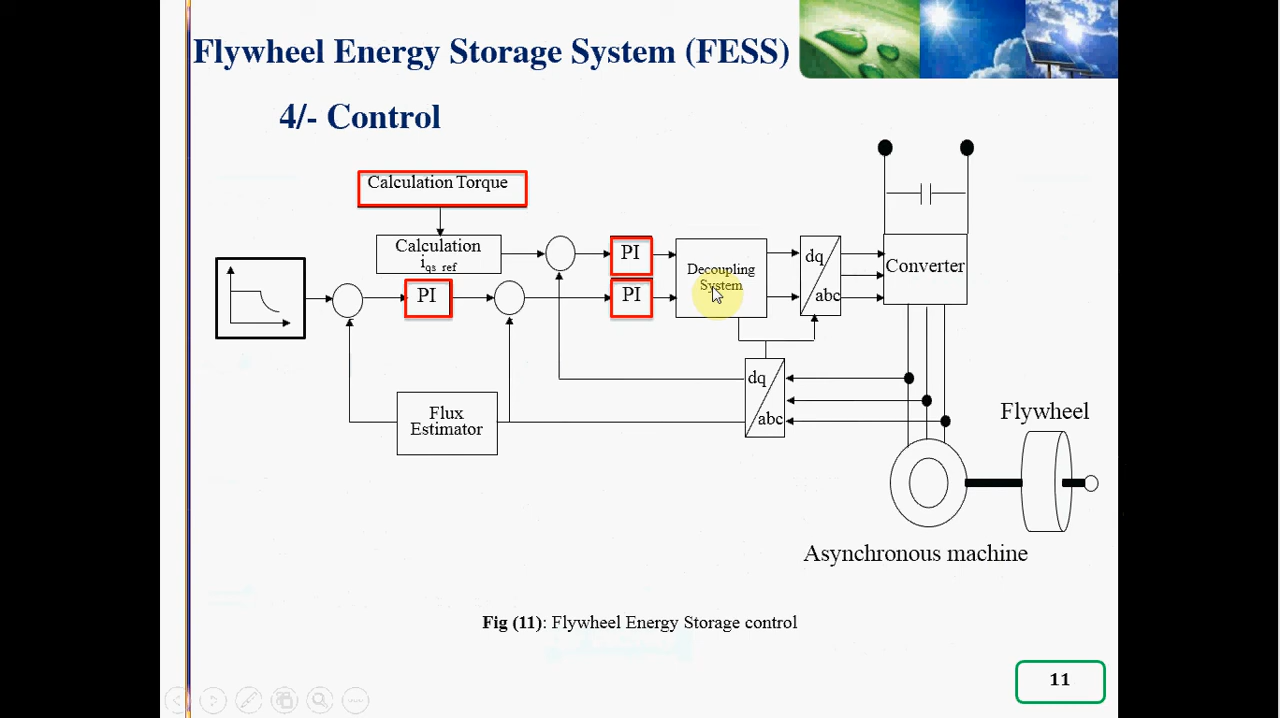 Flywheel Energy Storage System (FESS)
4/- Control
Calculation Torque
Calculation
iqs_ref
PI
PI
PI
Decoupling
System
dq
abc
Converter
dq
abc
Flux
Estimator
Flywheel
Asynchronous machine
Fig (11): Flywheel Energy Storage control
11